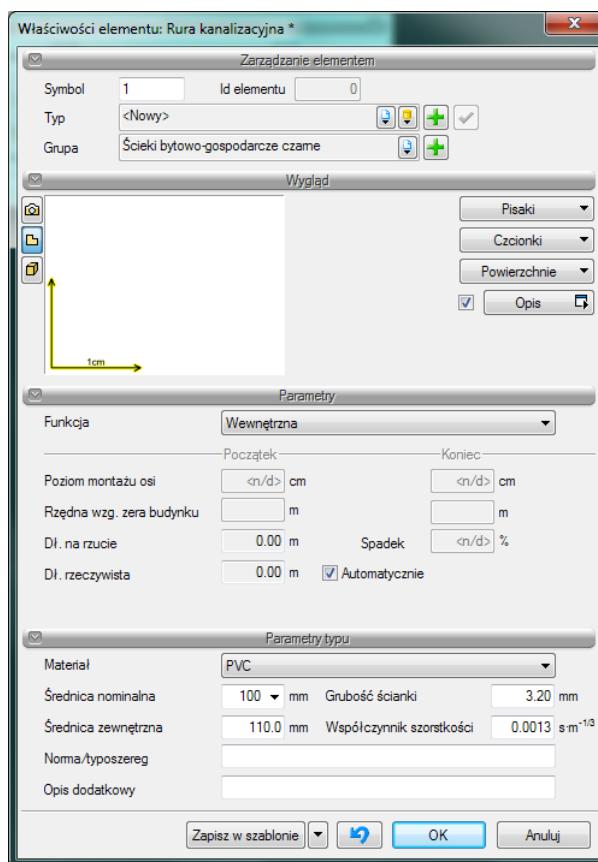 Właściwości elementu: Rura kanalizacyjna *
Zarządzanie elementem
Symbol 1 Id elementu 0
Typ <Nowy>
Grupa Ścieki bytowo-gospodarcze czarne
Wygląd
Pisaki
Czcionki
Powierzchnie
Opis
1cm
Parametry
Funkcja Wewnętrzna
Początek Koniec
Poziom montażu osi <n/d> cm <n/d> cm
Rzędna wzg. zera budynku m m
Dł. na rzucie 0.00 m Spadek <n/d> %
Dł. rzeczywista 0.00 m Automatycznie
Parametry typu
Materiał PVC
Średnica nominalna 100 mm Grubość ścianki 3.20 mm
Średnica zewnętrzna 110.0 mm Współczynnik szorstkości 0.0013 s·m-1/3
Norma/typoszereg
Opis dodatkowy
Zapisz w szablonie OK Anuluj